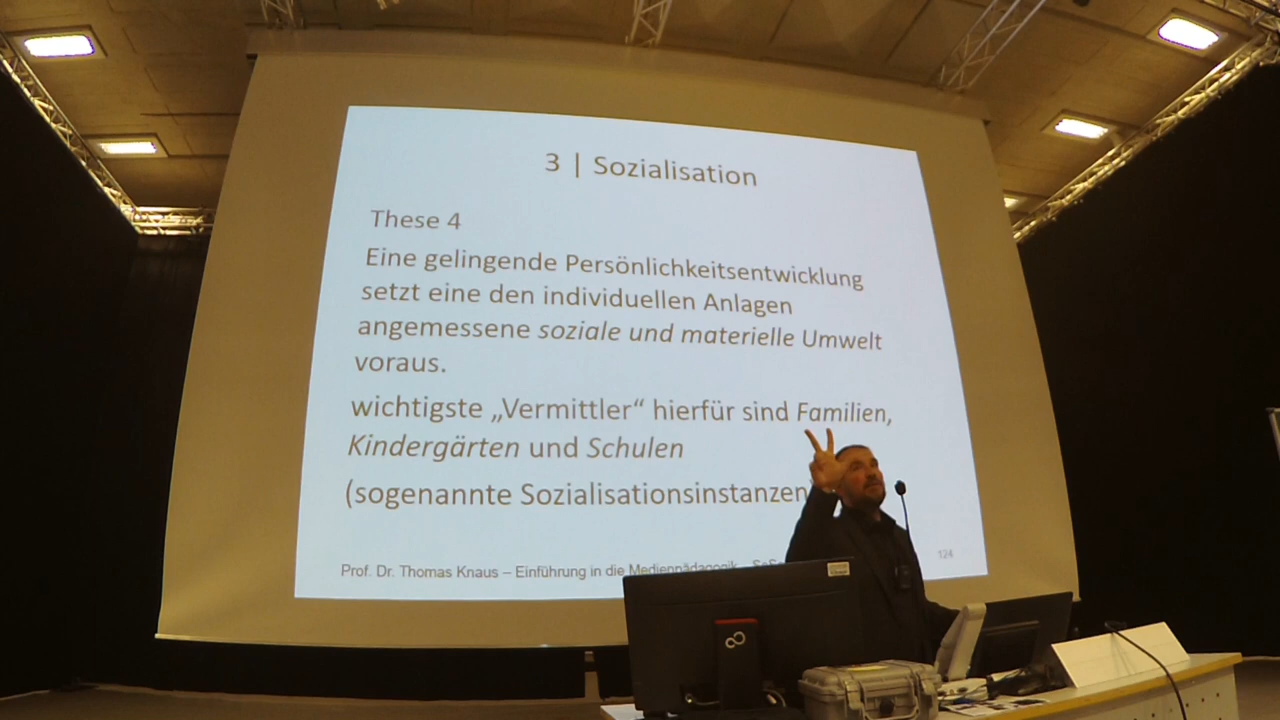 3 | Sozialisation
These 4
Eine gelingende Persönlichkeitsentwicklung
setzt eine den individuellen Anlagen
angemessene soziale und materielle Umwelt
voraus.
wichtigste „Vermittler“ hierfür sind Familien,
Kindergärten und Schulen
(sogenannte Sozialisationsinstanzen
Prof. Dr. Thomas Knaus – Einführung in die Medienpädagogik –
124